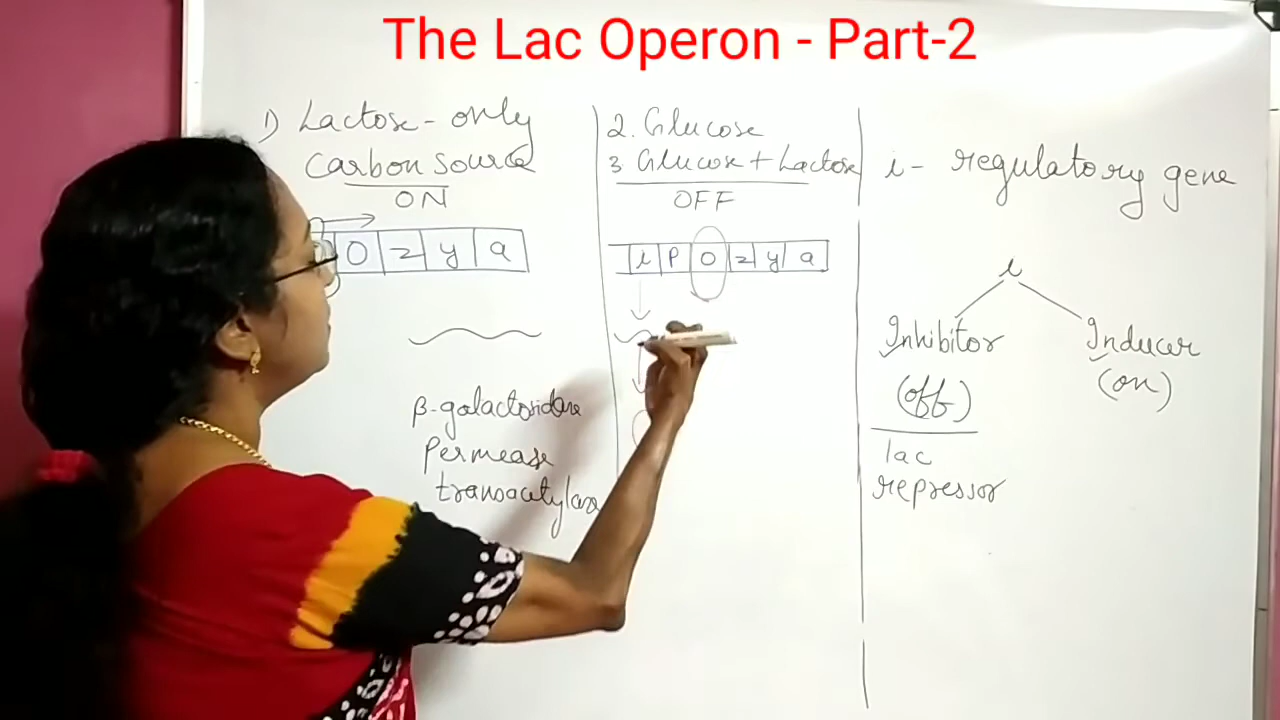 The Lac Operon - Part-2
1) Lactose - only
Carbon source
ON
O z y a
β-galactosidase
Permease
transacetylase
2. Glucose
3 Glucose + Lactose
OFF
i P O z y a
i - regulatory gene
i
Inhibitor Inducer
(off) (on)
lac
repressor